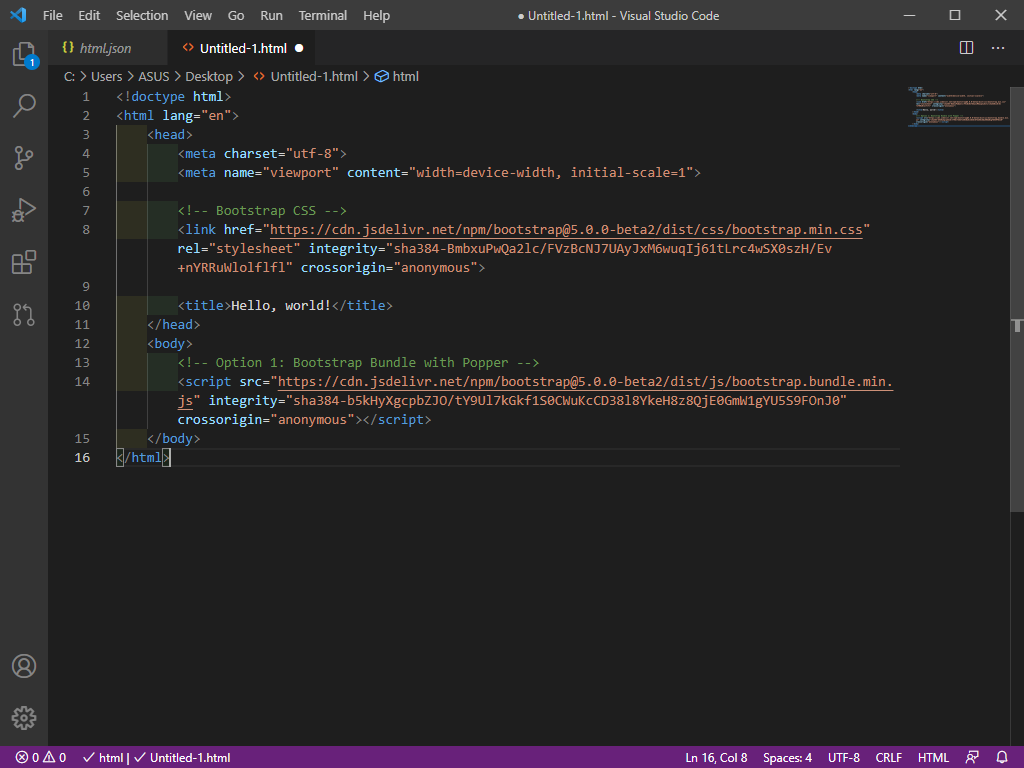 File Edit Selection View Go Run Terminal Help ● Untitled-1.html - Visual Studio Code
{} html.json <> Untitled-1.html ●
C: > Users > ASUS > Desktop > <> Untitled-1.html > html
1 <!doctype html>
2 <html lang="en">
3 <head>
4 <meta charset="utf-8">
5 <meta name="viewport" content="width=device-width, initial-scale=1">
6
7 <!-- Bootstrap CSS -->
8 <link href="https://cdn.jsdelivr.net/npm/bootstrap@5.0.0-beta2/dist/css/bootstrap.min.css"
rel="stylesheet" integrity="sha384-BmbxuPwQa2lc/FVzBcNJ7UAyJxM6wuqIj61tLrc4wSX0szH/Ev
+nYRRuWlolflfl" crossorigin="anonymous">
9
10 <title>Hello, world!</title>
11 </head>
12 <body>
13 <!-- Option 1: Bootstrap Bundle with Popper -->
14 <script src="https://cdn.jsdelivr.net/npm/bootstrap@5.0.0-beta2/dist/js/bootstrap.bundle.min.
js" integrity="sha384-b5kHyXgcpbZJO/tY9Ul7kGkf1S0CWuKcCD38l8YkeH8z8QjE0GmW1gYU5S9FOnJ0"
crossorigin="anonymous"></script>
15 </body>
16 </html>
1
0 0 html | Untitled-1.html Ln 16, Col 8 Spaces: 4 UTF-8 CRLF HTML